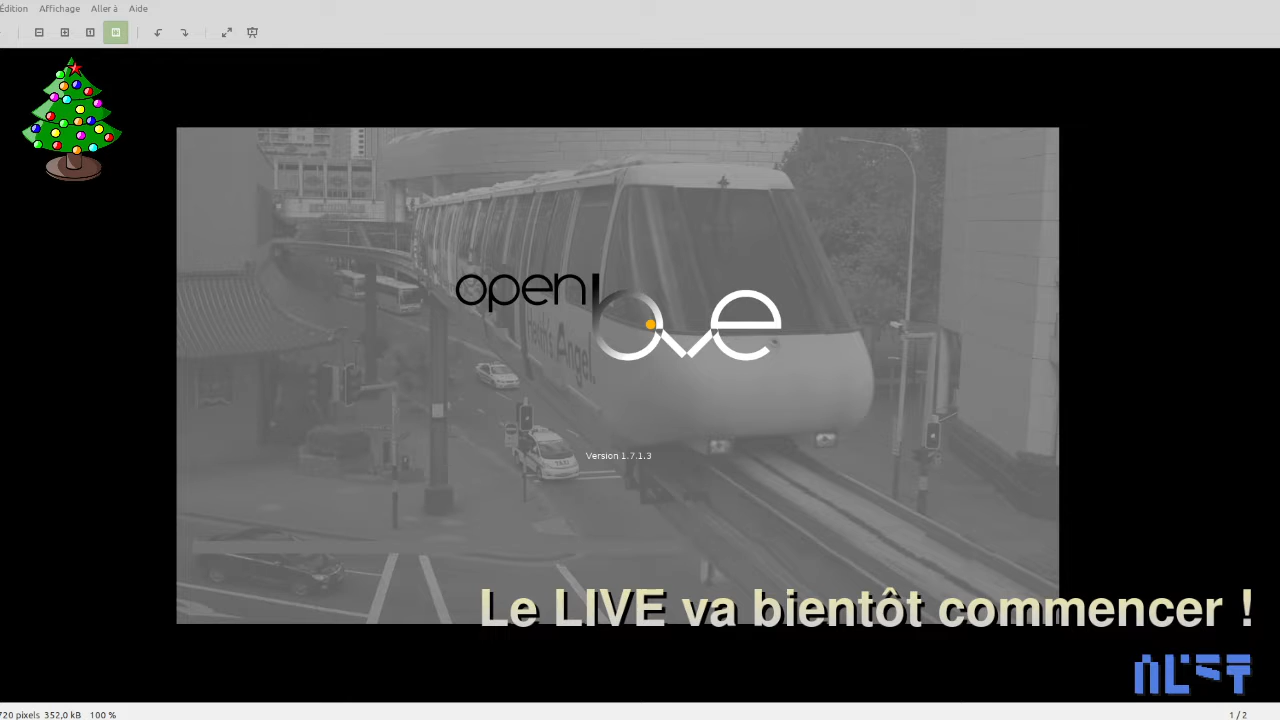 Édition Affichage Aller à Aide
open
bve
Angel.
Version 1.7.1.3
Le LIVE va bientôt commencer !
720 pixels 352,0 kB 100 % 1 / 2